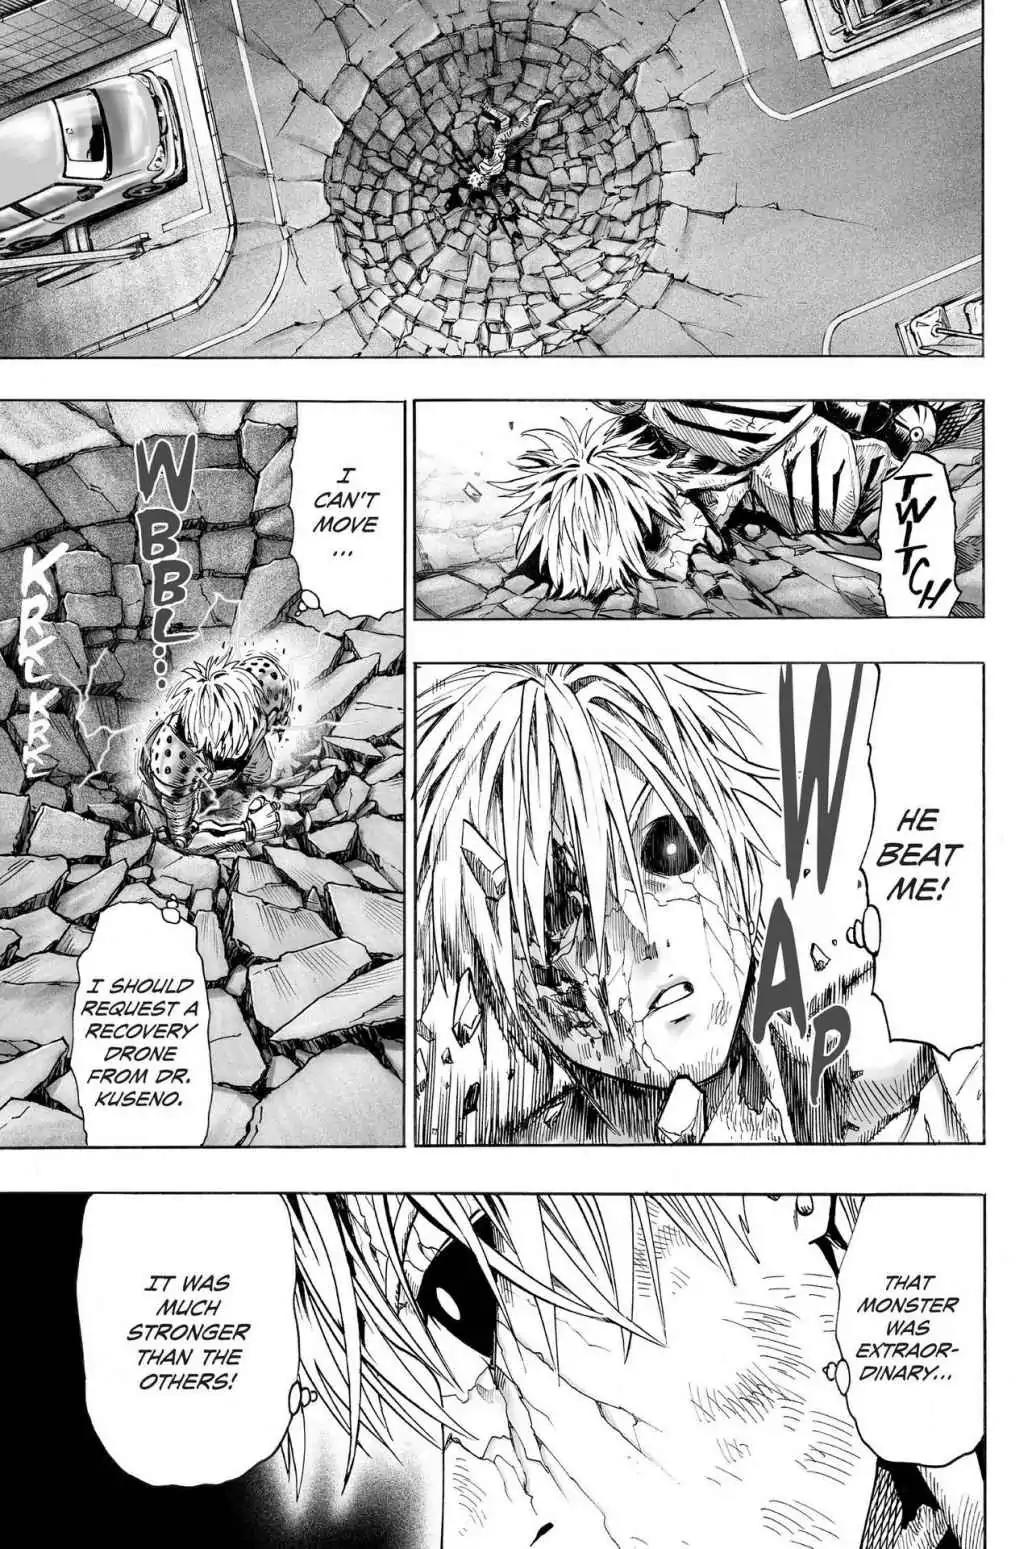 TWITCH
WAP
HE
BEAT
ME!
I
CAN'T
MOVE
...
WBBL...
KRK KRK
I SHOULD
REQUEST A
RECOVERY
DRONE
FROM DR.
KUSENO.
THAT
MONSTER
WAS
EXTRAOR-
DINARY...
IT WAS
MUCH
STRONGER
THAN THE
OTHERS!